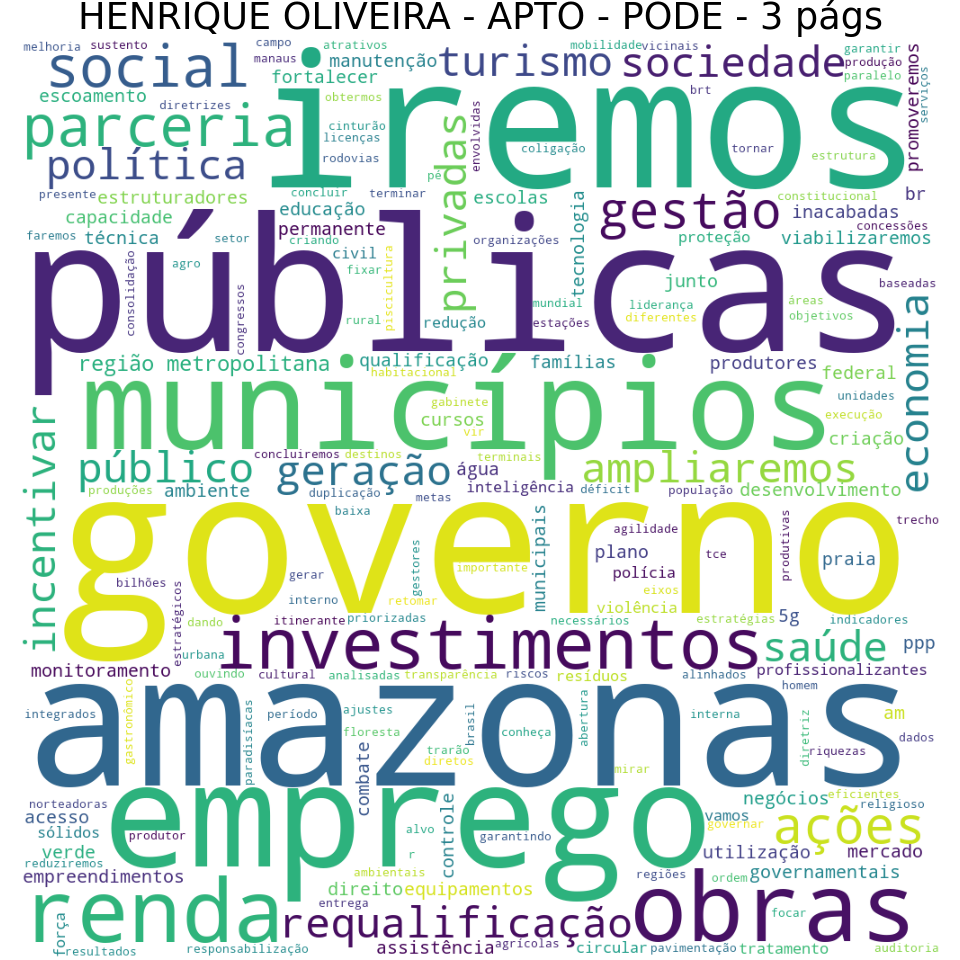 HENRIQUE OLIVEIRA - APTO - PODE - 3 págs
melhoria sustento campo atrativos mobilidade vicinais garantir
social manaus manutenção turismo sociedade produção promoveremos serviços
escoamento fortalecer iremos brt paralelo
diretrizes obtermos
parceria cinturão licenças privadas envolvidas coligação tornar estrutura
política rodovias
presente estruturadores concluir terminar pé escolas tecnologia gestão constitucional br
capacidade educação inacabadas
faremos técnica setor permanente criando organizações proteção viabilizaremos concessões
públicas consolidação agro congressos civil fixar piscicultura junto baseadas
rural redução mundial estações liderança diferentes áreas objetivos economia
região metropolitana qualificação habitacional famílias produtores federal
municípios gabinete cursos vir unidades execução criação
incentivar público concluiremos destinos geração água terminais ampliaremos
produções ambiente duplicação metas inteligência déficit população desenvolvimento
governo baixa municipais agilidade produtivas trecho
bilhões gerar gestores importante plano tce praia
estratégicos interno retomar polícia eixos
dando itinerante priorizadas necessários violência estratégias 5g indicadores
urbana investimentos saúde ppp
monitoramento ouvindo cultural analisadas transparência riscos resíduos alinhados profissionalizantes
amazonas homem
integrados gastronômico paradisíacas período ajustes brasil conheça abertura interna diretriz am
floresta combate trarão diretos mirar riquezas dados
norteadoras emprego negócios eficientes religioso
acesso sólidos produtor alvo controle garantindo vamos governar ações
verde r utilização mercado
reduziremos empreendimentos ambientais regiões ordem governamentais
renda direito equipamentos obras
entrega requalificação focar
força resultados responsabilização assistência agrícolas circular pavimentação tratamento auditoria